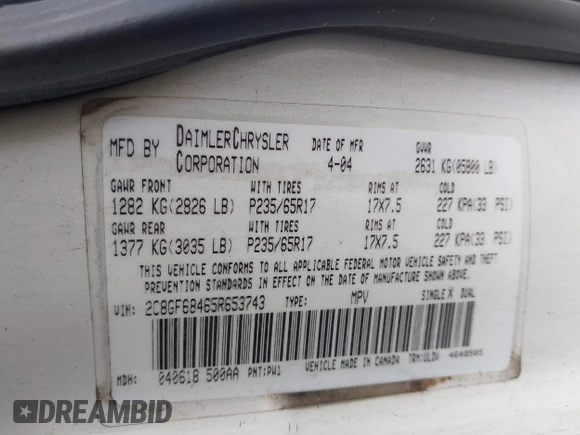 MFD BY DAIMLERCHRYSLER CORPORATION DATE OF MFR 4-04 GVWR 2631 KG(05800 LB)
GAWR FRONT WITH TIRES RIMS AT COLD
1282 KG(2826 LB) P235/65R17 17X7.5 227 KPA(33 PSI)
GAWR REAR WITH TIRES RIMS AT COLD
1377 KG(3035 LB) P235/65R17 17X7.5 227 KPA(33 PSI)
THIS VEHICLE CONFORMS TO ALL APPLICABLE FEDERAL MOTOR VEHICLE SAFETY AND THEFT
PREVENTION STANDARDS IN EFFECT ON THE DATE OF MANUFACTURE SHOWN ABOVE.
VIN: 2C8GF68465R653743 TYPE: MPV SINGLE X DUAL
VEHICLE MADE IN CANADA TRM:ULDV 4648505
MDH: 040618 500AA PNT:PW1
DREAMBID